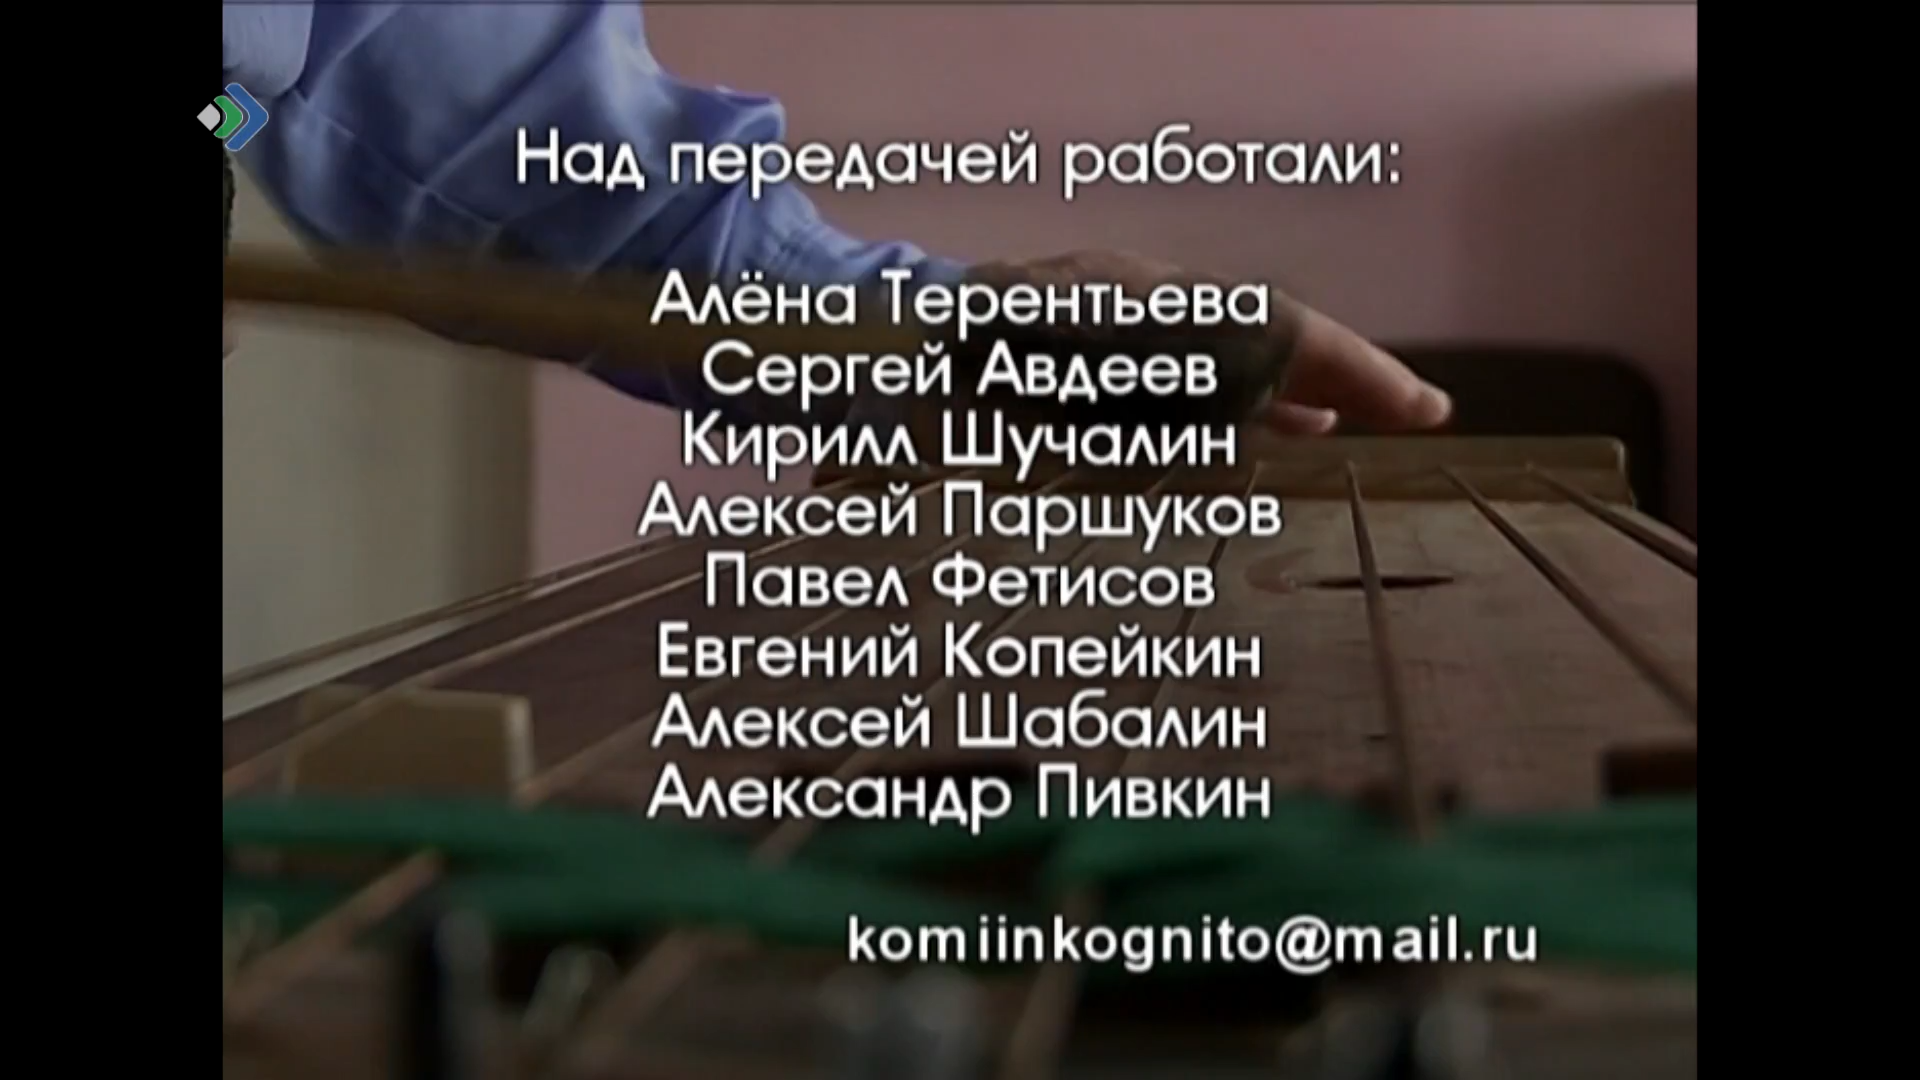 Над передачей работали:
Алёна Терентьева
Сергей Авдеев
Кирилл Шучалин
Алексей Паршуков
Павел Фетисов
Евгений Копейкин
Алексей Шабалин
Александр Пивкин
komiinkognito@mail.ru